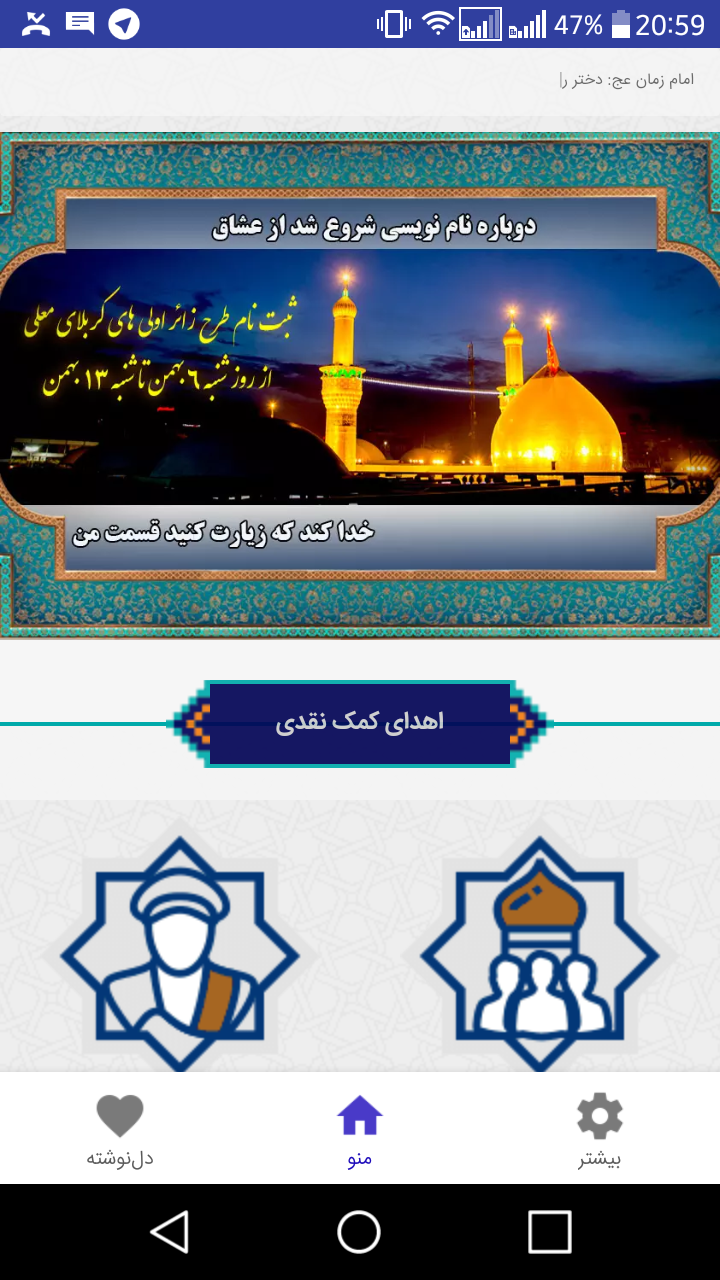 47% 20:59
امام زمان عج: دختر ر
دوباره نام نویسی شروع شد از عشاق
ثبت نام طرح زائر اولی های کربلای معلی
از روز شنبه ۶ بهمن تا شنبه ۱۳ بهمن
خدا کند که زیارت کنید قسمت من
اهدای کمک نقدی
بیشتر
منو
دل‌نوشته